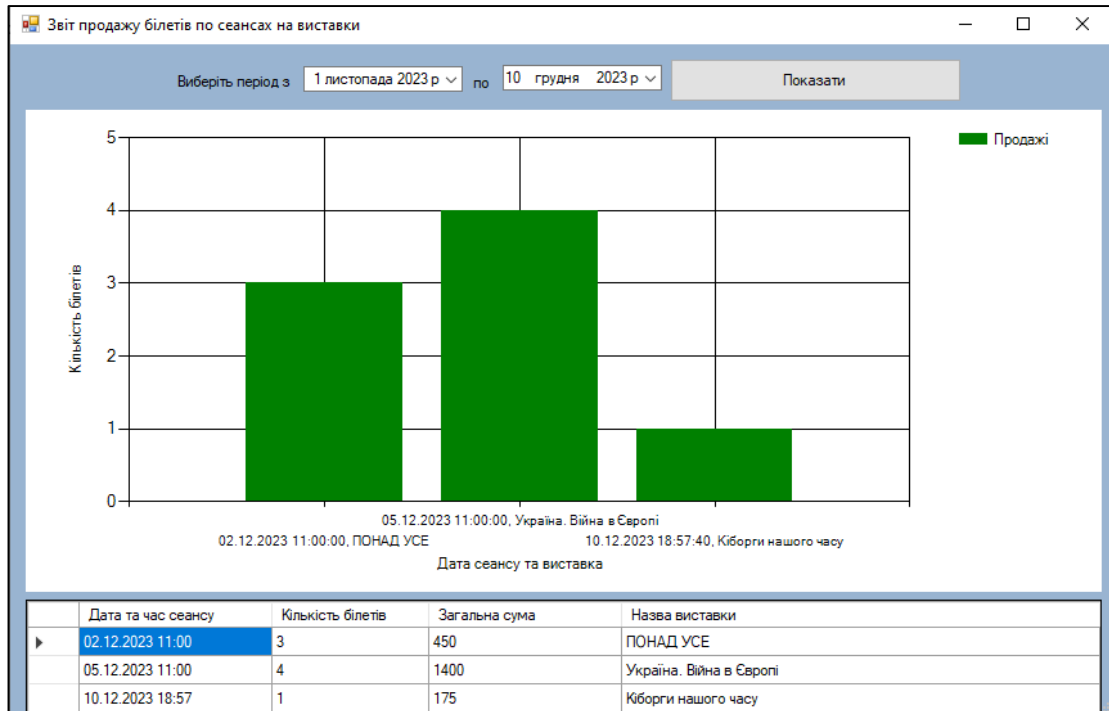 Звіт продажу білетів по сеансах на виставки
Виберіть період з 1 листопада 2023 р по 10 грудня 2023 р Показати
Продажі
5
4
3
2
1
0
Кількість білетів
05.12.2023 11:00:00, Україна. Війна в Європі
02.12.2023 11:00:00, ПОНАД УСЕ 10.12.2023 18:57:40, Кіборги нашого часу
Дата сеансу та виставка
Дата та час сеансу Кількість білетів Загальна сума Назва виставки
02.12.2023 11:00 3 450 ПОНАД УСЕ
05.12.2023 11:00 4 1400 Україна. Війна в Європі
10.12.2023 18:57 1 175 Кіборги нашого часу